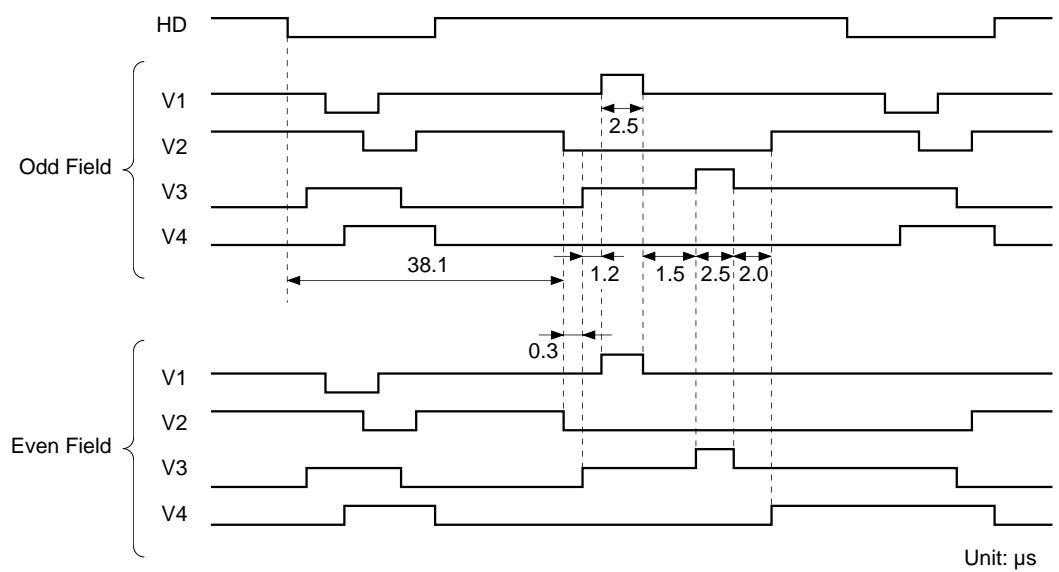 HD
Odd Field
V1
2.5
V2
V3
V4
38.1
1.2
1.5
2.5
2.0
0.3
Even Field
V1
V2
V3
V4
Unit: μs